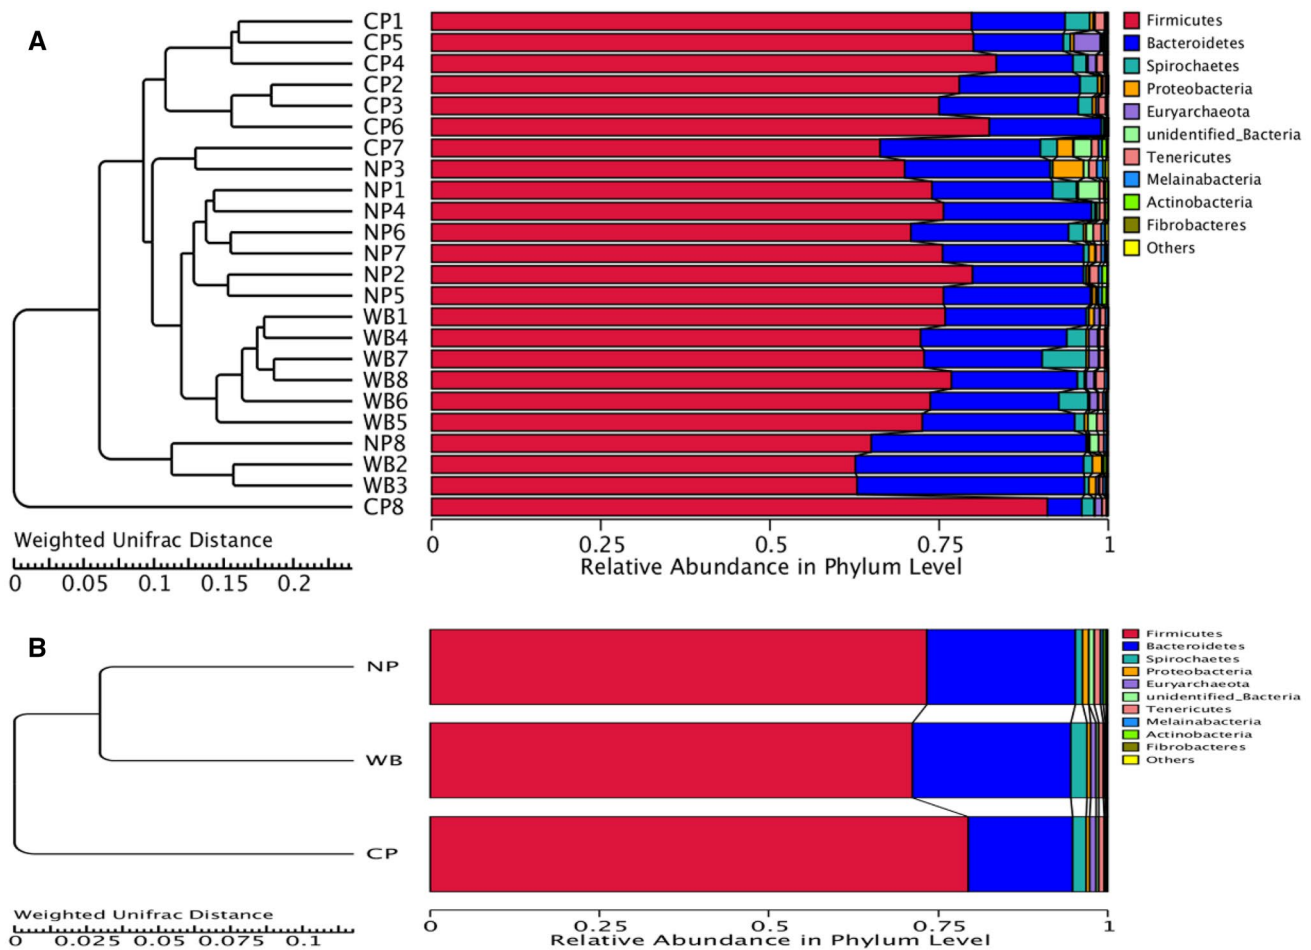 A
CP1
CP5
CP4
CP2
CP3
CP6
CP7
NP3
NP1
NP4
NP6
NP7
NP2
NP5
WB1
WB4
WB7
WB8
WB6
WB5
NP8
WB2
WB3
CP8
Weighted Unifrac Distance
0 0.05 0.1 0.15 0.2
0 0.25 0.5 0.75 1
Relative Abundance in Phylum Level
Firmicutes
Bacteroidetes
Spirochaetes
Proteobacteria
Euryarchaeota
unidentified_Bacteria
Tenericutes
Melainabacteria
Actinobacteria
Fibrobacteres
Others
B
NP
WB
CP
Weighted Unifrac Distance
0 0.025 0.05 0.075 0.1
0 0.25 0.5 0.75 1
Relative Abundance in Phylum Level
Firmicutes
Bacteroidetes
Spirochaetes
Proteobacteria
Euryarchaeota
unidentified_Bacteria
Tenericutes
Melainabacteria
Actinobacteria
Fibrobacteres
Others